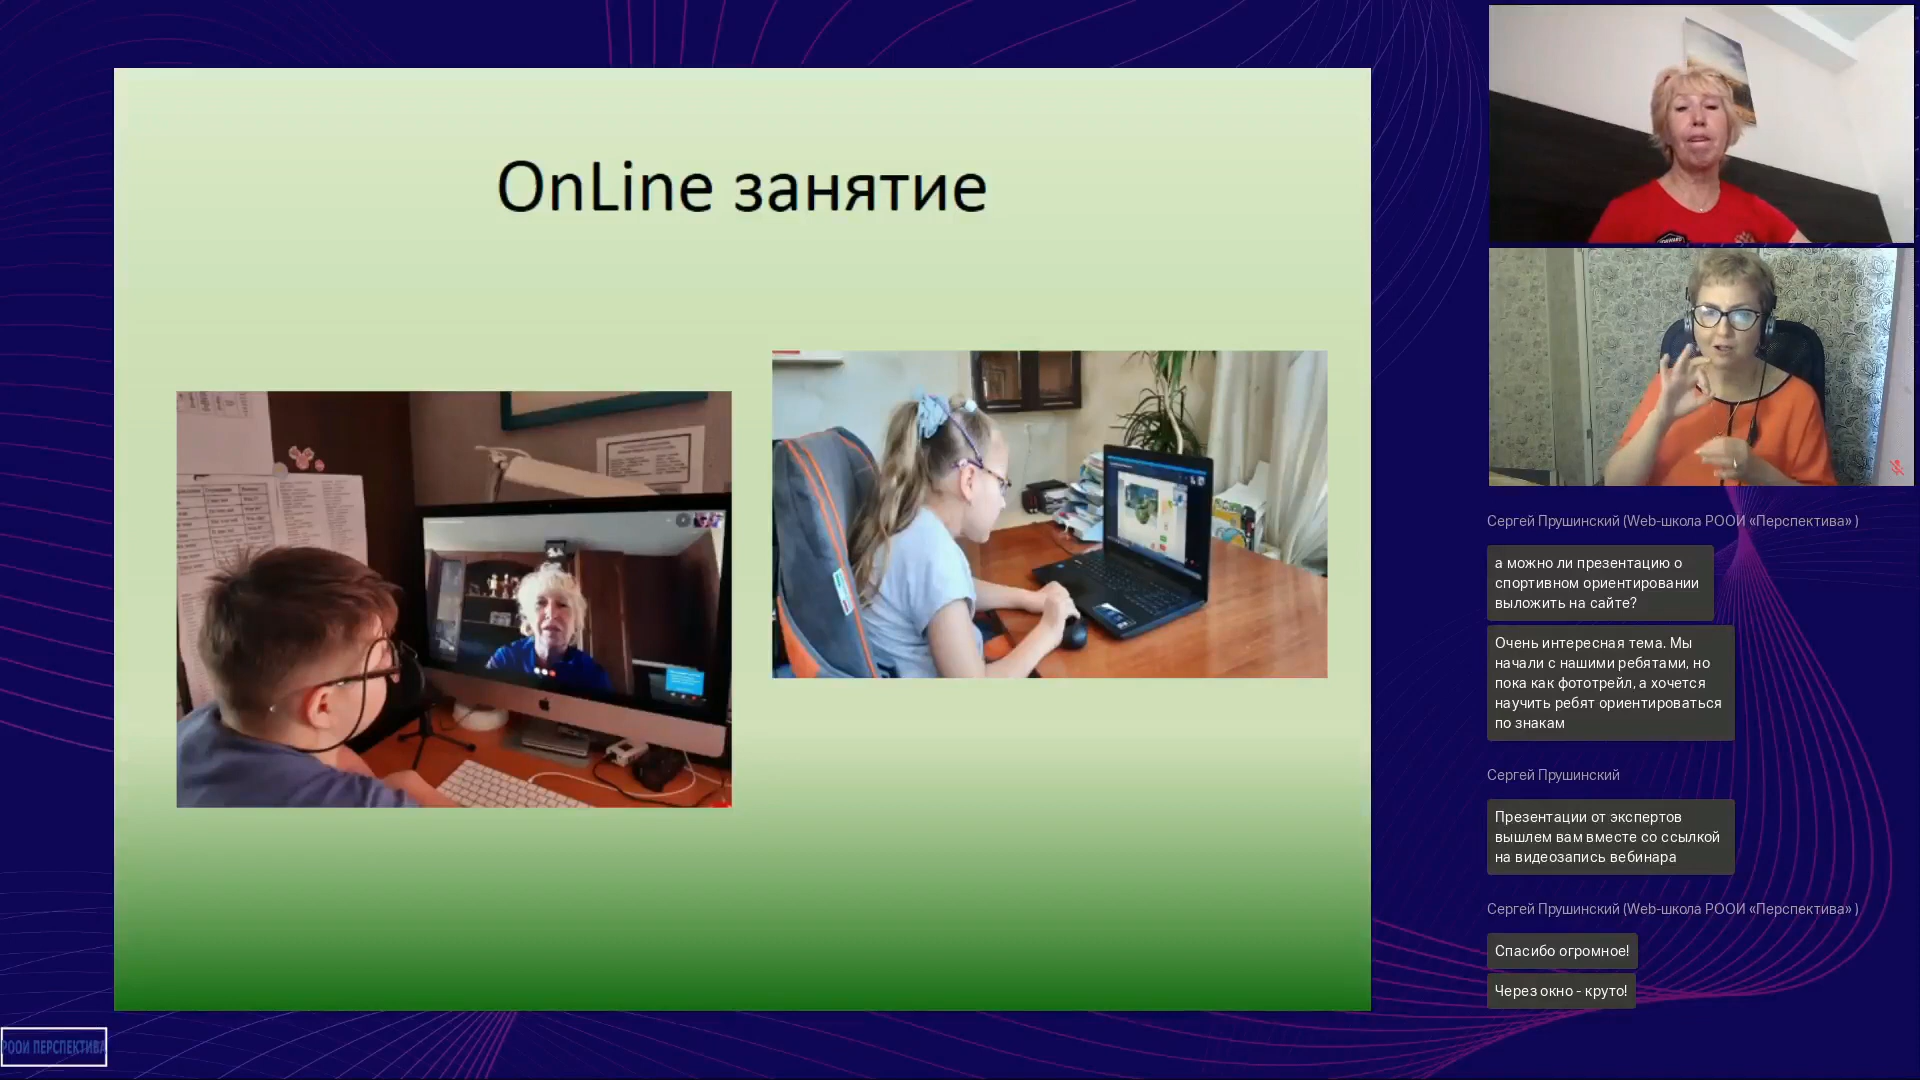 OnLine занятие
Сергей Прушинский (Web-школа РООИ «Перспектива» )
а можно ли презентацию о
спортивном ориентировании
выложить на сайте?
Очень интересная тема. Мы
начали с нашими ребятами, но
пока как фототрейл, а хочется
научить ребят ориентироваться
по знакам
Сергей Прушинский
Презентации от экспертов
вышлем вам вместе со ссылкой
на видеозапись вебинара
Сергей Прушинский (Web-школа РООИ «Перспектива» )
Спасибо огромное!
Через окно - круто!
РООИ ПЕРСПЕКТИВА